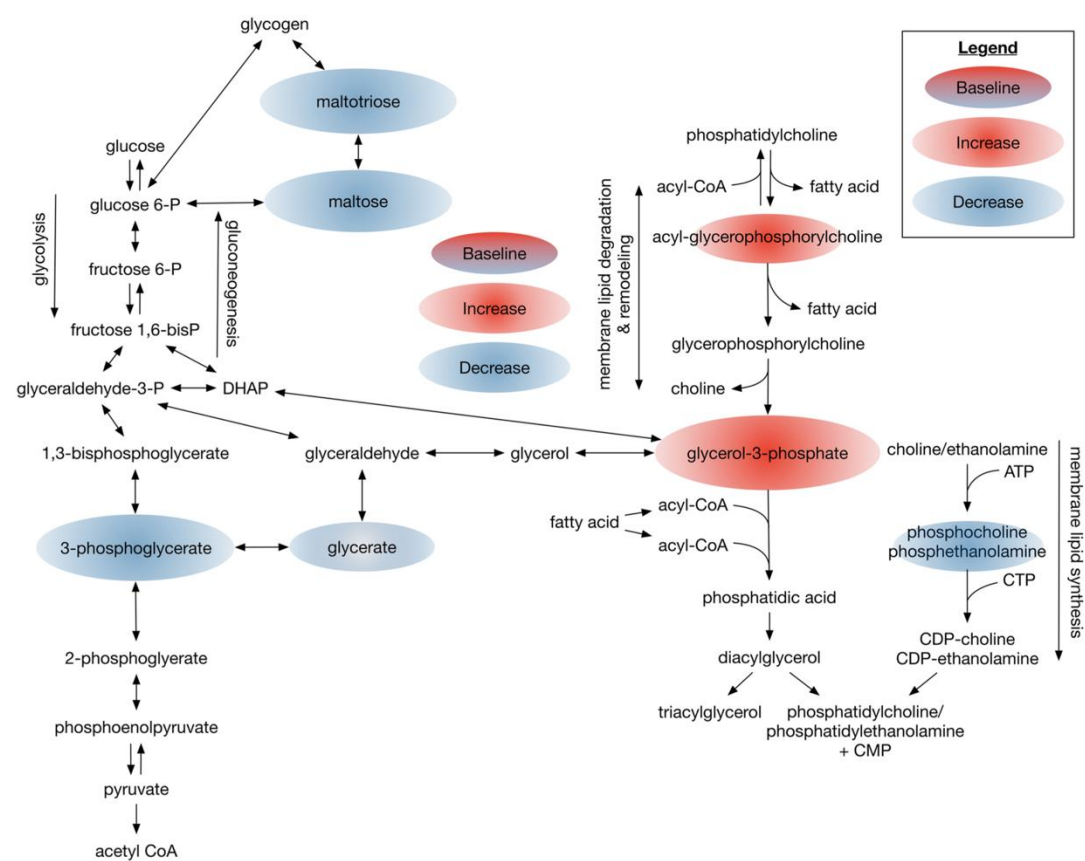 glycogen
maltotriose
glucose
glucose 6-P
maltose
glycolysis
gluconeogenesis
fructose 6-P
fructose 1,6-bisP
glyceraldehyde-3-P
DHAP
1,3-bisphosphoglycerate
glyceraldehyde
glycerol
3-phosphoglycerate
glycerate
2-phosphoglyerate
phosphoenolpyruvate
pyruvate
acetyl CoA
Baseline
Increase
Decrease
membrane lipid degradation
& remodeling
phosphatidylcholine
acyl-CoA
fatty acid
acyl-glycerophosphorylcholine
fatty acid
glycerophosphorylcholine
choline
glycerol-3-phosphate
fatty acid
acyl-CoA
acyl-CoA
phosphatidic acid
diacylglycerol
triacylglycerol
phosphatidylcholine/
phosphatidylethanolamine
+ CMP
choline/ethanolamine
ATP
phosphocholine
phosphethanolamine
CTP
CDP-choline
CDP-ethanolamine
membrane lipid synthesis
Legend
Baseline
Increase
Decrease